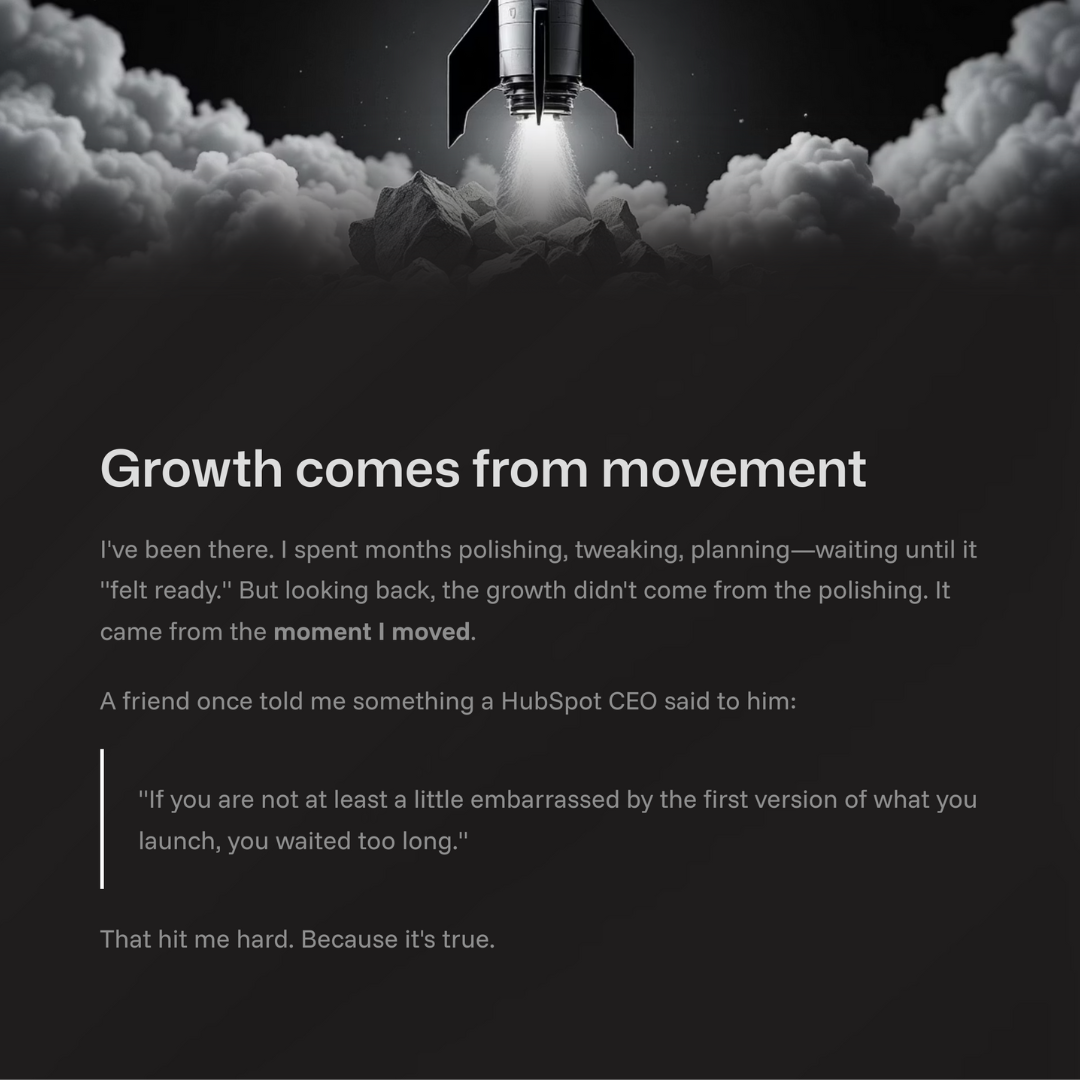 Growth comes from movement
I've been there. I spent months polishing, tweaking, planning—waiting until it
"felt ready." But looking back, the growth didn't come from the polishing. It
came from the moment I moved.
A friend once told me something a HubSpot CEO said to him:
"If you are not at least a little embarrassed by the first version of what you
launch, you waited too long."
That hit me hard. Because it's true.